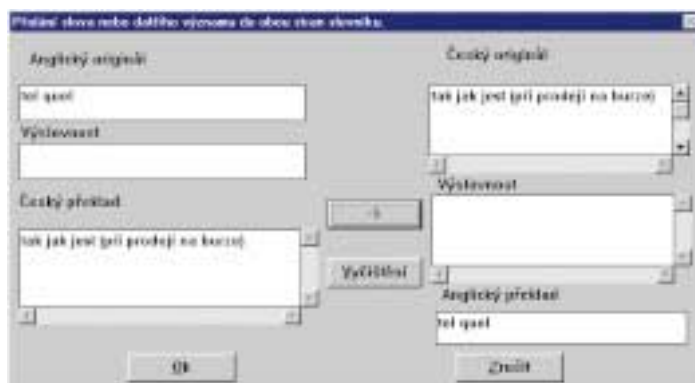 Přidání slova nebo dalšího významu do obou stran slovníku.
Anglický originál
tel quel
Výslovnost
Český překlad
tak jak jest (při prodeji na burze)
->
Vyčištění
Ok
Český originál
tak jak jest (při prodeji na burze)
Výslovnost
Anglický překlad
tel quel
Zrušit